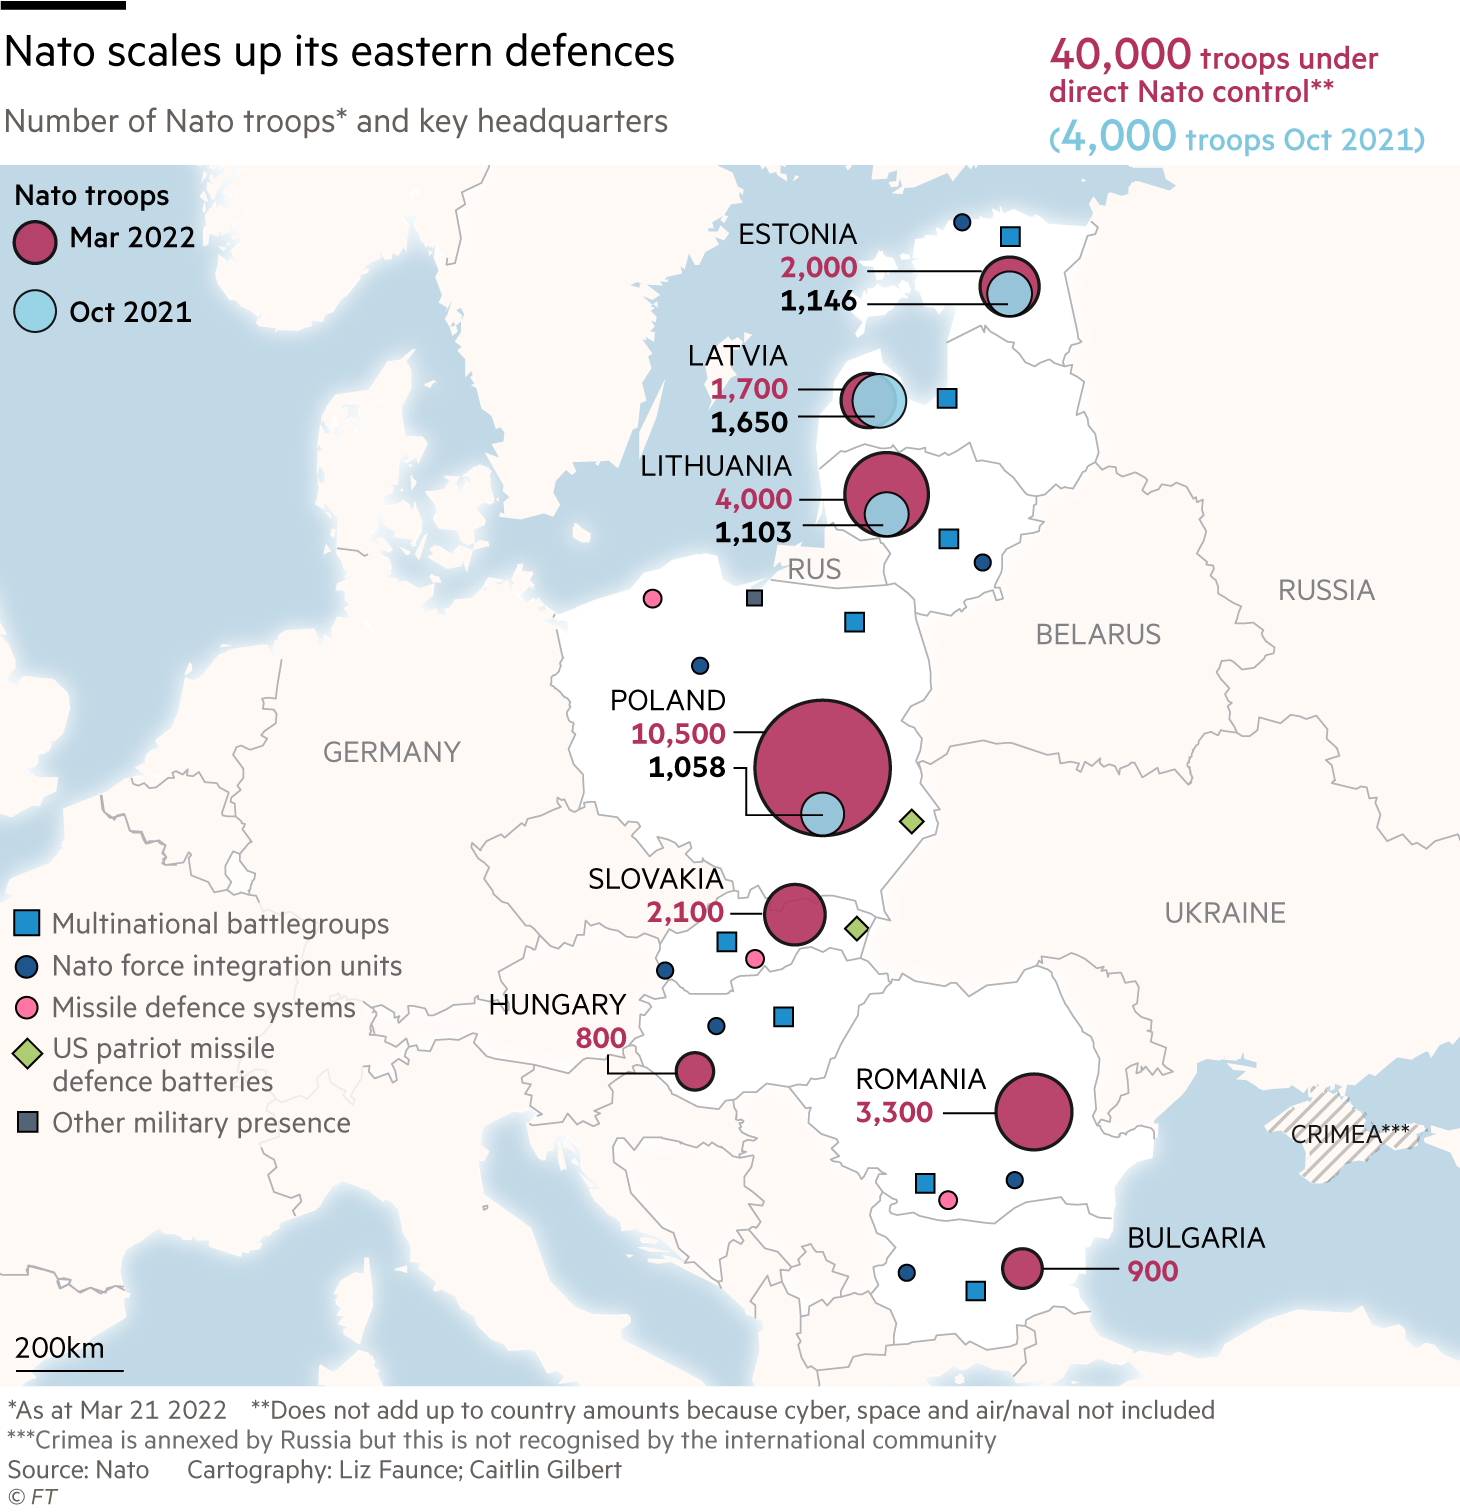 Nato scales up its eastern defences
Number of Nato troops* and key headquarters
40,000 troops under
direct Nato control**
(4,000 troops Oct 2021)
Nato troops
Mar 2022
Oct 2021
ESTONIA
2,000
1,146
LATVIA
1,700
1,650
LITHUANIA
4,000
1,103
RUS
RUSSIA
BELARUS
POLAND
10,500
1,058
GERMANY
SLOVAKIA
2,100
UKRAINE
Multinational battlegroups
Nato force integration units
Missile defence systems
US patriot missile
defence batteries
Other military presence
HUNGARY
800
ROMANIA
3,300
CRIMEA***
BULGARIA
900
200km
*As at Mar 21 2022 **Does not add up to country amounts because cyber, space and air/naval not included
***Crimea is annexed by Russia but this is not recognised by the international community
Source: Nato Cartography: Liz Faunce; Caitlin Gilbert
© FT